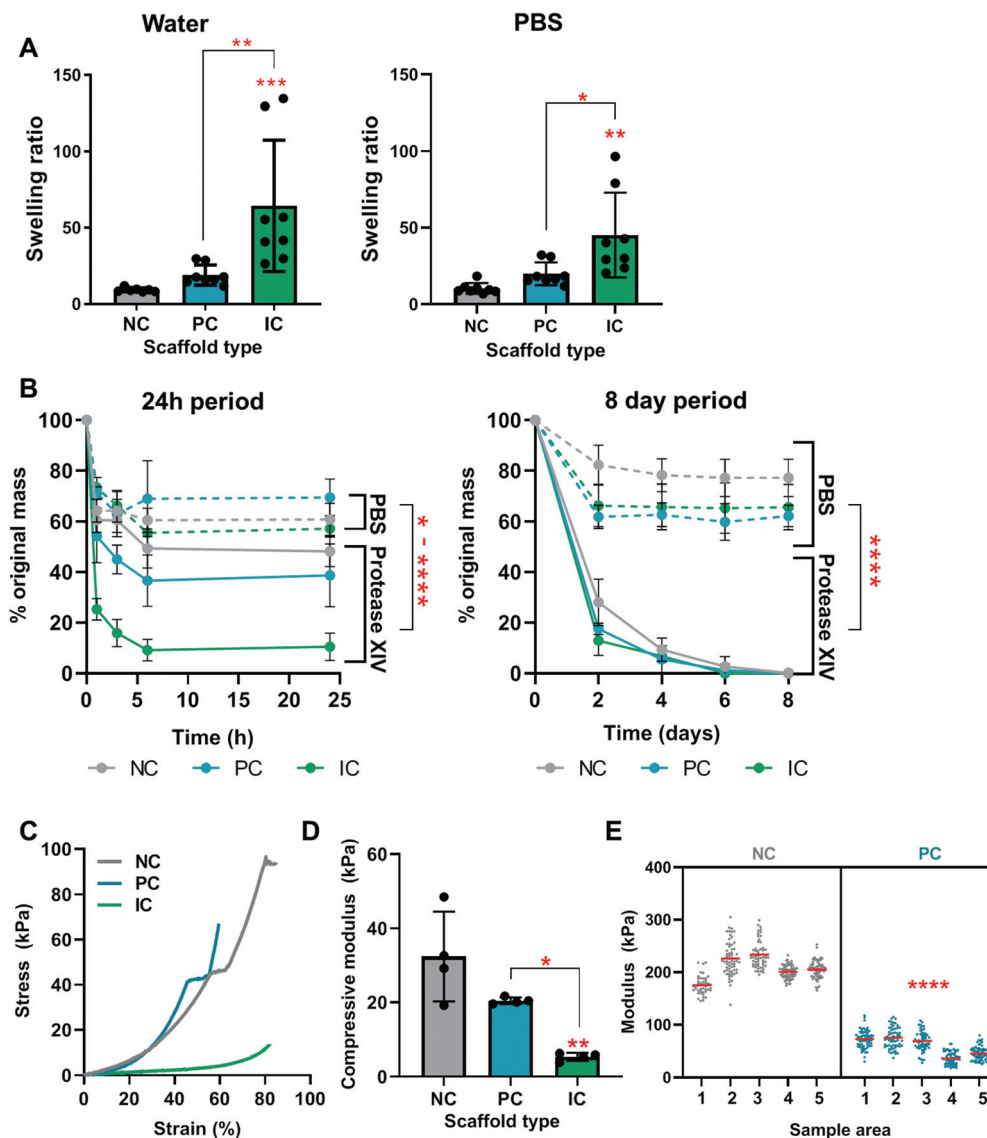 A
Water
PBS
**
***
*
**
Swelling ratio
150
100
50
0
NC PC IC
Scaffold type
Swelling ratio
150
100
50
0
NC PC IC
Scaffold type
B
24h period
8 day period
% original mass
100
80
60
40
20
0
0 5 10 15 20 25
Time (h)
PBS
Protease XIV
* - ****
NC PC IC
% original mass
100
80
60
40
20
0
0 2 4 6 8
Time (days)
PBS
Protease XIV
****
NC PC IC
C
NC
PC
IC
Stress (kPa)
100
80
60
40
20
0
0 20 40 60 80 100
Strain (%)
D
Compressive modulus (kPa)
60
40
20
0
*
**
NC PC IC
Scaffold type
E
NC PC
Modulus (kPa)
400
300
200
100
0
****
1 2 3 4 5 1 2 3 4 5
Sample area